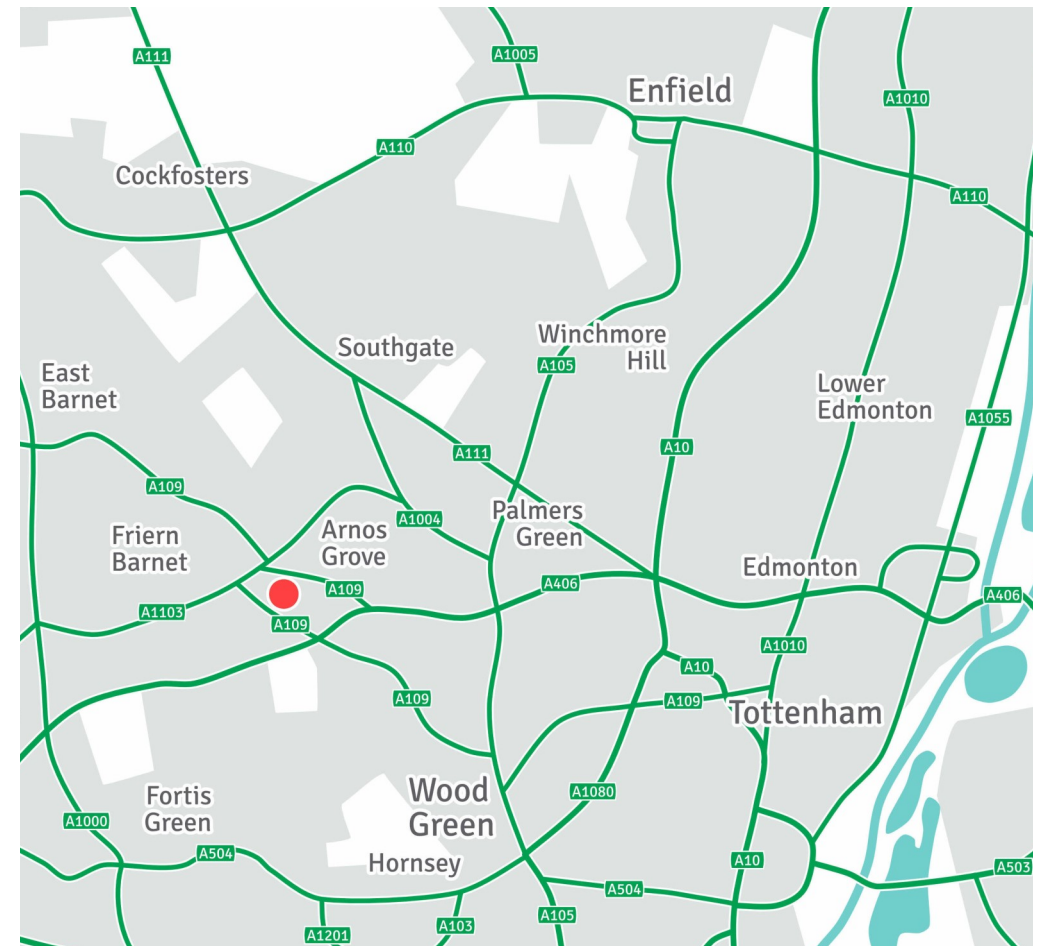 A111
A1005
Enfield
A1010
A110
Cockfosters
A110
Winchmore
Hill
Southgate
A105
East
Barnet
Lower
Edmonton
A1055
A10
A111
A109
Palmers
Green
A1004
Arnos
Grove
Friern
Barnet
Edmonton
A406
A109
A406
A1103
A109
A1010
A10
A109
A109
Tottenham
Wood
Green
A1080
Fortis
Green
A1000
A504
Hornsey
A10
A503
A504
A105
A103
A1201